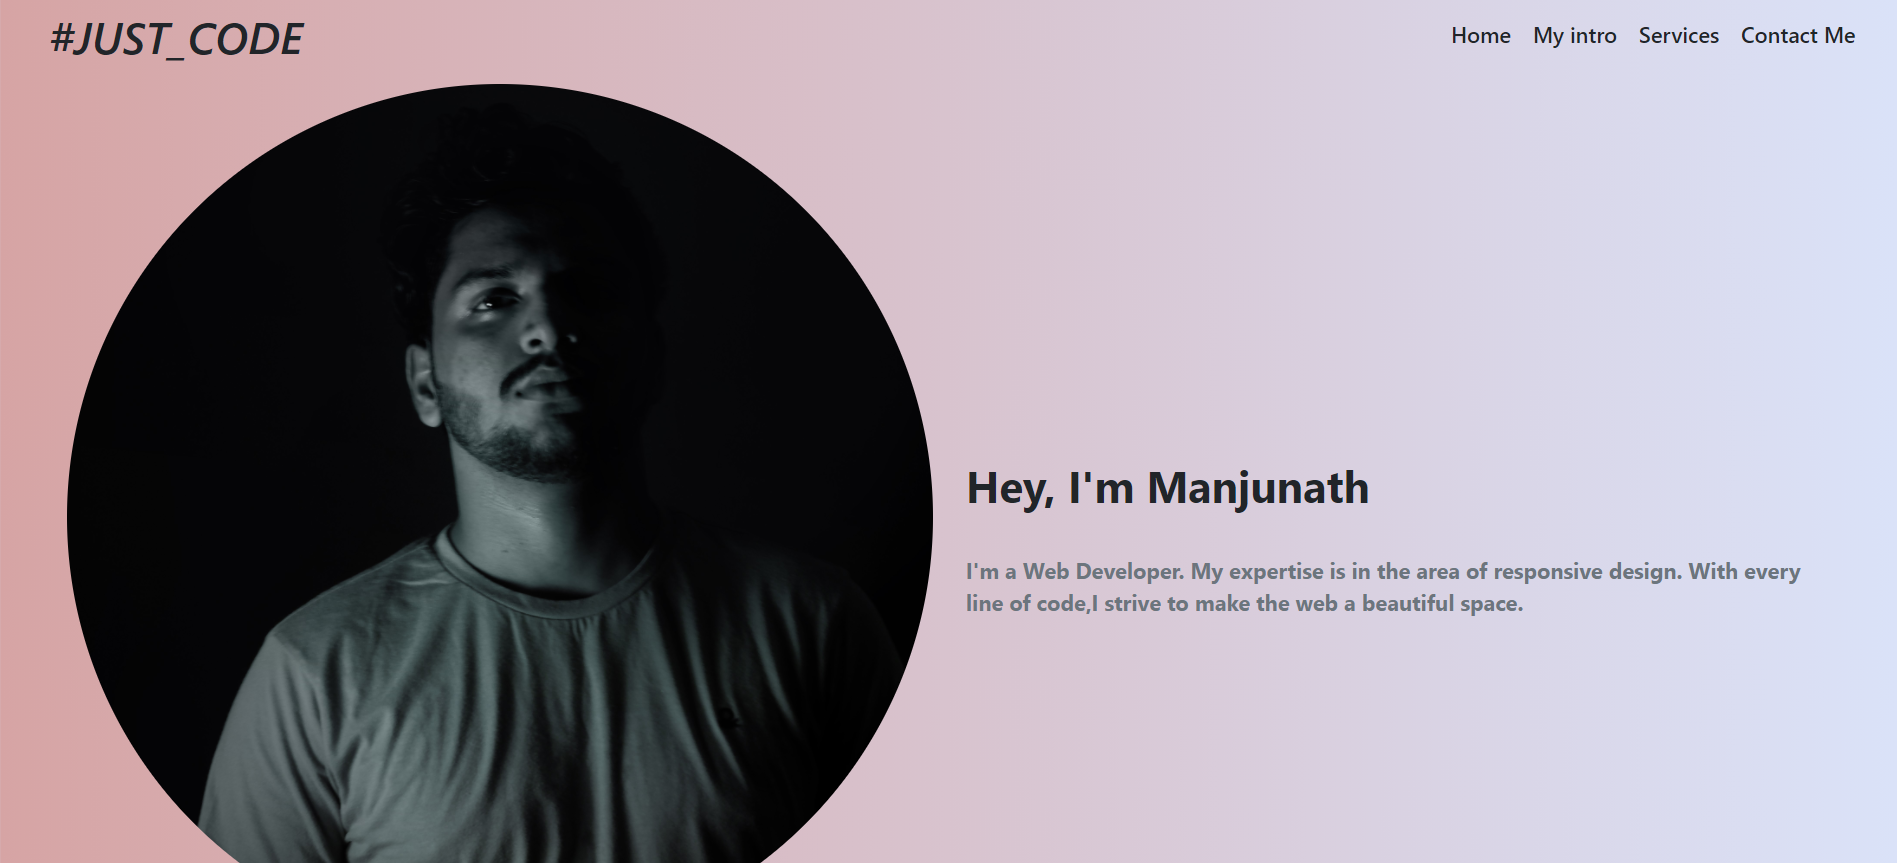 #JUST_CODE
Home My intro Services Contact Me
Hey, I'm Manjunath
I'm a Web Developer. My expertise is in the area of responsive design. With every
line of code,I strive to make the web a beautiful space.